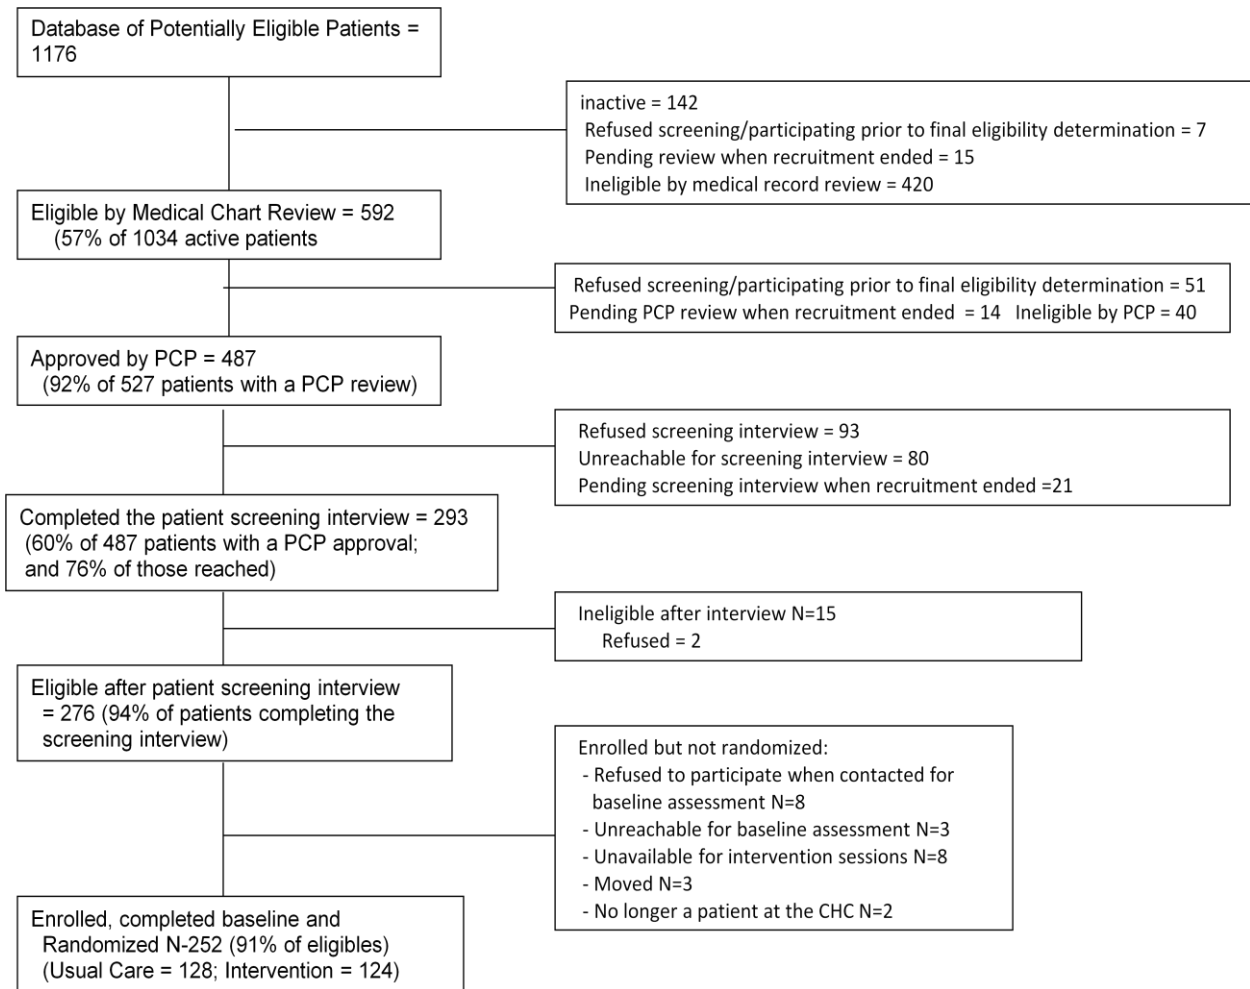 Database of Potentially Eligible Patients =
1176
inactive = 142
Refused screening/participating prior to final eligibility determination = 7
Pending review when recruitment ended = 15
Ineligible by medical record review = 420
Eligible by Medical Chart Review = 592
(57% of 1034 active patients
Refused screening/participating prior to final eligibility determination = 51
Pending PCP review when recruitment ended = 14 Ineligible by PCP = 40
Approved by PCP = 487
(92% of 527 patients with a PCP review)
Refused screening interview = 93
Unreachable for screening interview = 80
Pending screening interview when recruitment ended =21
Completed the patient screening interview = 293
(60% of 487 patients with a PCP approval;
and 76% of those reached)
Ineligible after interview N=15
Refused = 2
Eligible after patient screening interview
= 276 (94% of patients completing the
screening interview)
Enrolled but not randomized:
- Refused to participate when contacted for
baseline assessment N=8
- Unreachable for baseline assessment N=3
- Unavailable for intervention sessions N=8
- Moved N=3
- No longer a patient at the CHC N=2
Enrolled, completed baseline and
Randomized N-252 (91% of eligibles)
(Usual Care = 128; Intervention = 124)